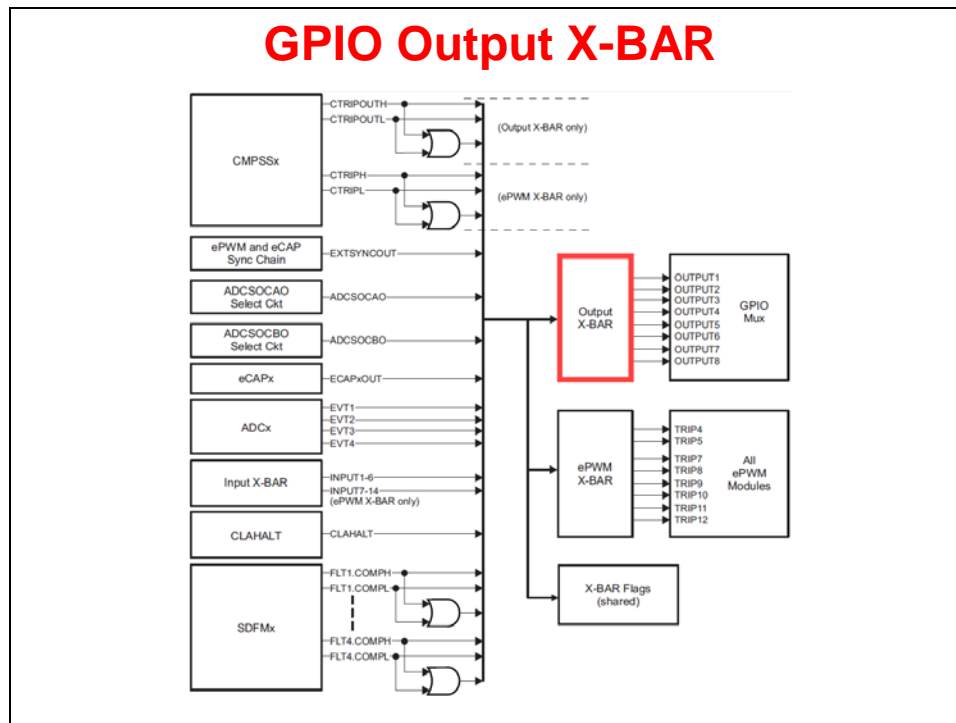 GPIO Output X-BAR
CMPSSx
CTRIPOUTH
CTRIPOUTL
(Output X-BAR only)
CTRIPH
CTRIPL
(ePWM X-BAR only)
ePWM and eCAP
Sync Chain
EXTSYNCOUT
ADCSOCAO
Select Ckt
ADCSOCAO
ADCSOCBO
Select Ckt
ADCSOCBO
eCAPx
ECAPxOUT
ADCx
EVT1
EVT2
EVT3
EVT4
Input X-BAR
INPUT1-6
INPUT7-14
(ePWM X-BAR only)
CLAHALT
CLAHALT
SDFMx
FLT1.COMPH
FLT1.COMPL
FLT4.COMPH
FLT4.COMPL
Output
X-BAR
OUTPUT1
OUTPUT2
OUTPUT3
OUTPUT4
OUTPUT5
OUTPUT6
OUTPUT7
OUTPUT8
GPIO
Mux
ePWM
X-BAR
TRIP4
TRIP5
TRIP7
TRIP8
TRIP9
TRIP10
TRIP11
TRIP12
All
ePWM
Modules
X-BAR Flags
(shared)